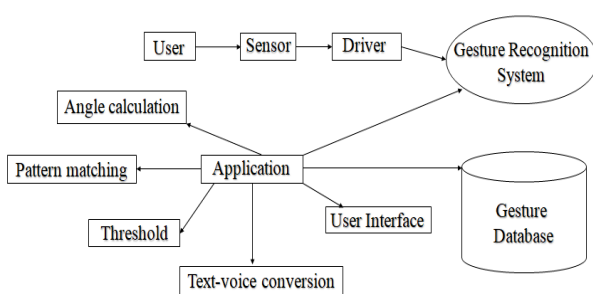 User
Sensor
Driver
Gesture Recognition
System
Angle calculation
Pattern matching
Application
Threshold
User Interface
Gesture
Database
Text-voice conversion